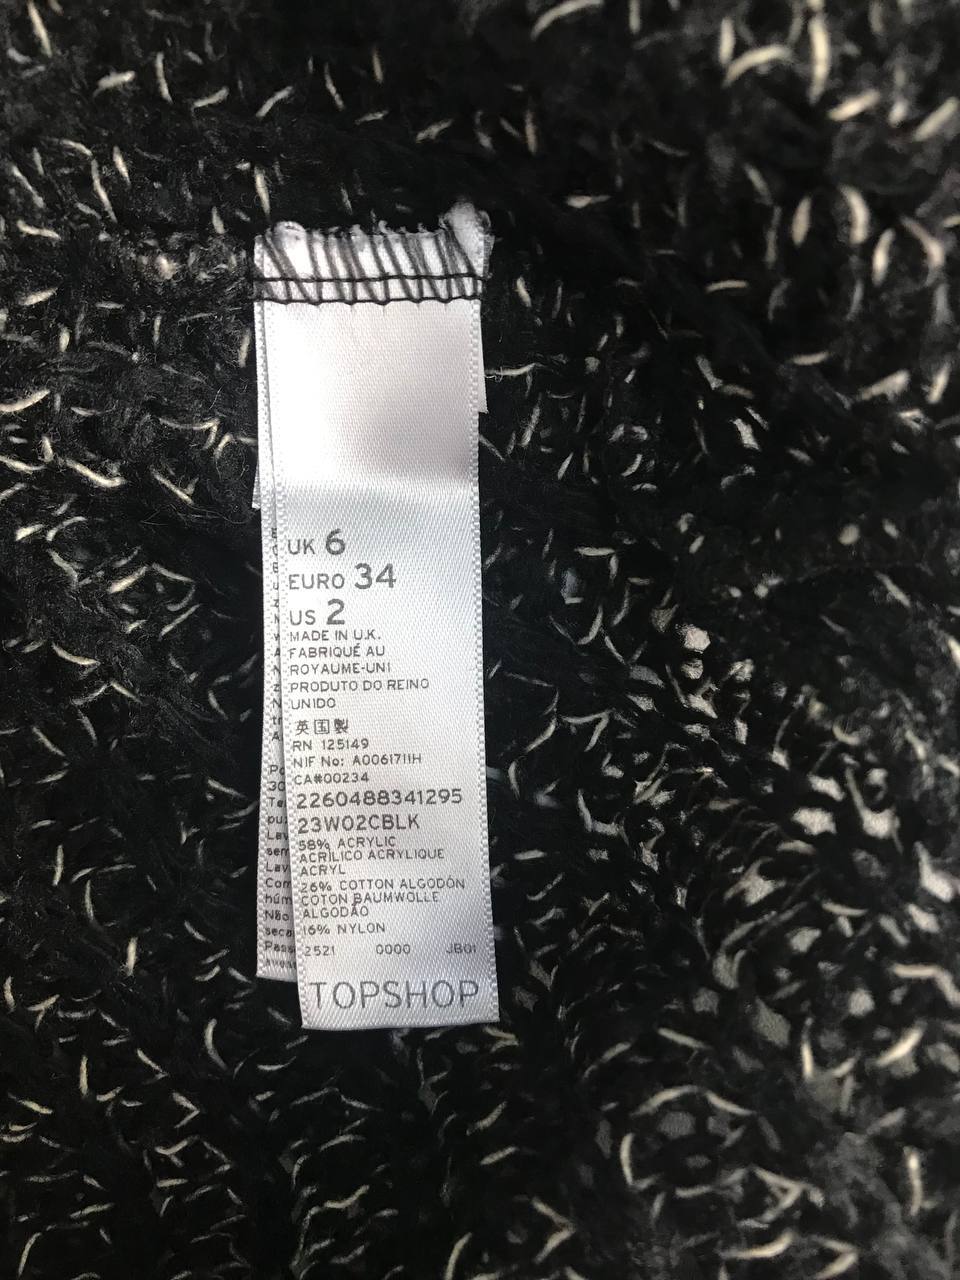 UK 6
EURO 34
US 2
MADE IN U.K.
FABRIQUÉ AU
ROYAUME-UNI
PRODUTO DO REINO
UNIDO
英国製
RN 125149
NIF No: A0061711H
CA#00234
2260488341295
23W02CBLK
58% ACRYLIC
ACRÍLICO ACRYLIQUE
ACRYL
26% COTTON ALGODÓN
COTON BAUMWOLLE
ALGODÃO
16% NYLON
2521 0000 JB01
TOPSHOP